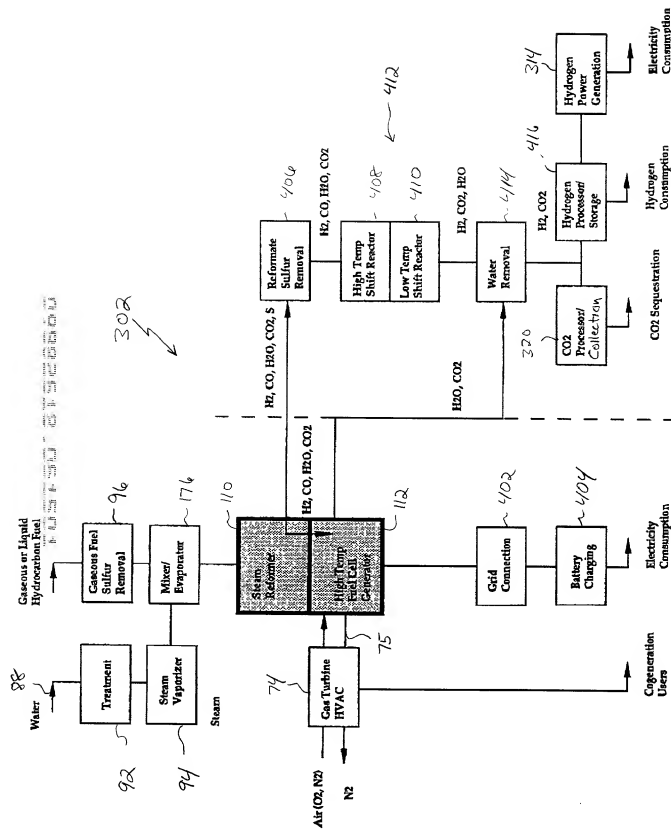 302
Gaseous or Liquid
Hydrocarbon Fuel
88
Water
Treatment
92
Gaseous Fuel
Sulfur
Removal
96
Steam
Vaporizer
94
Steam
Mixer/
Evaporator
176
Steam
Reformer
110
High Temp
Fuel Cell
Generator
112
H2, CO, H2O, CO2
Gas Turbine
HVAC
74
75
Air (O2, N2)
N2
Cogeneration
Users
Grid
Connection
402
Battery
Charging
404
Electricity
Consumption
H2, CO, H2O, CO2, S
H2O, CO2
Reformate
Sulfur
Removal
406
H2, CO, H2O, CO2
High Temp
Shift Reactor
408
Low Temp
Shift Reactor
410
412
H2, CO2, H2O
Water
Removal
414
H2, CO2
CO2
Processor/
Collection
320
CO2 Sequestration
Hydrogen
Processor/
Storage
416
Hydrogen
Consumption
Hydrogen
Power
Generation
314
Electricity
Consumption